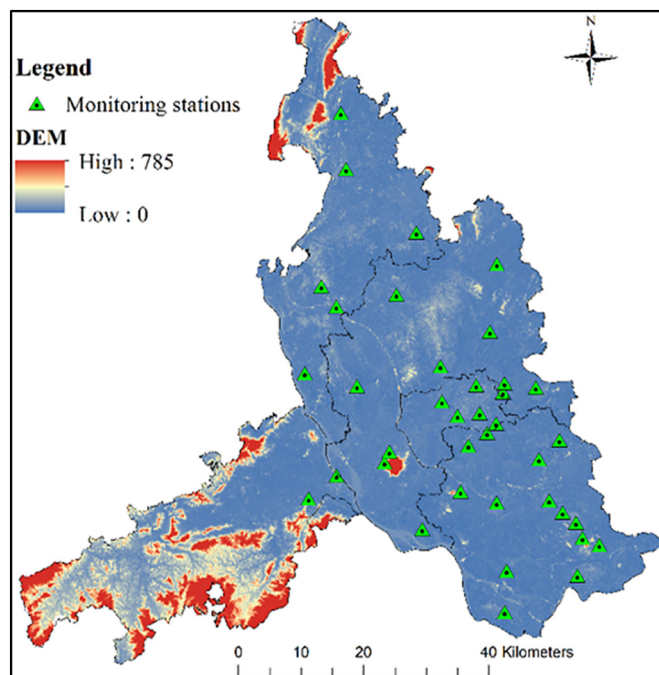 N
Legend
Monitoring stations
DEM
High : 785
Low : 0
0 10 20 40 Kilometers